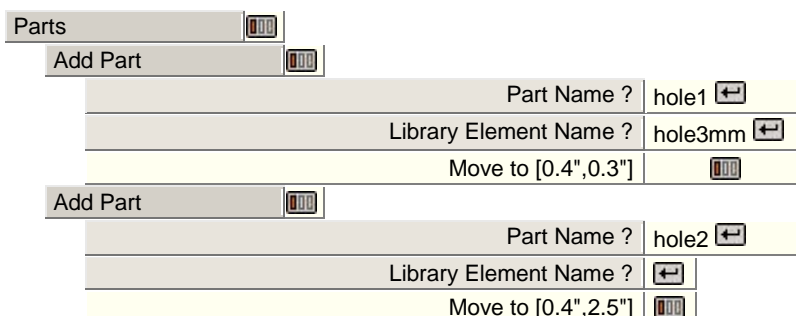 Parts
Add Part
Part Name ? hole1
Library Element Name ? hole3mm
Move to [0.4",0.3"]
Add Part
Part Name ? hole2
Library Element Name ?
Move to [0.4",2.5"]